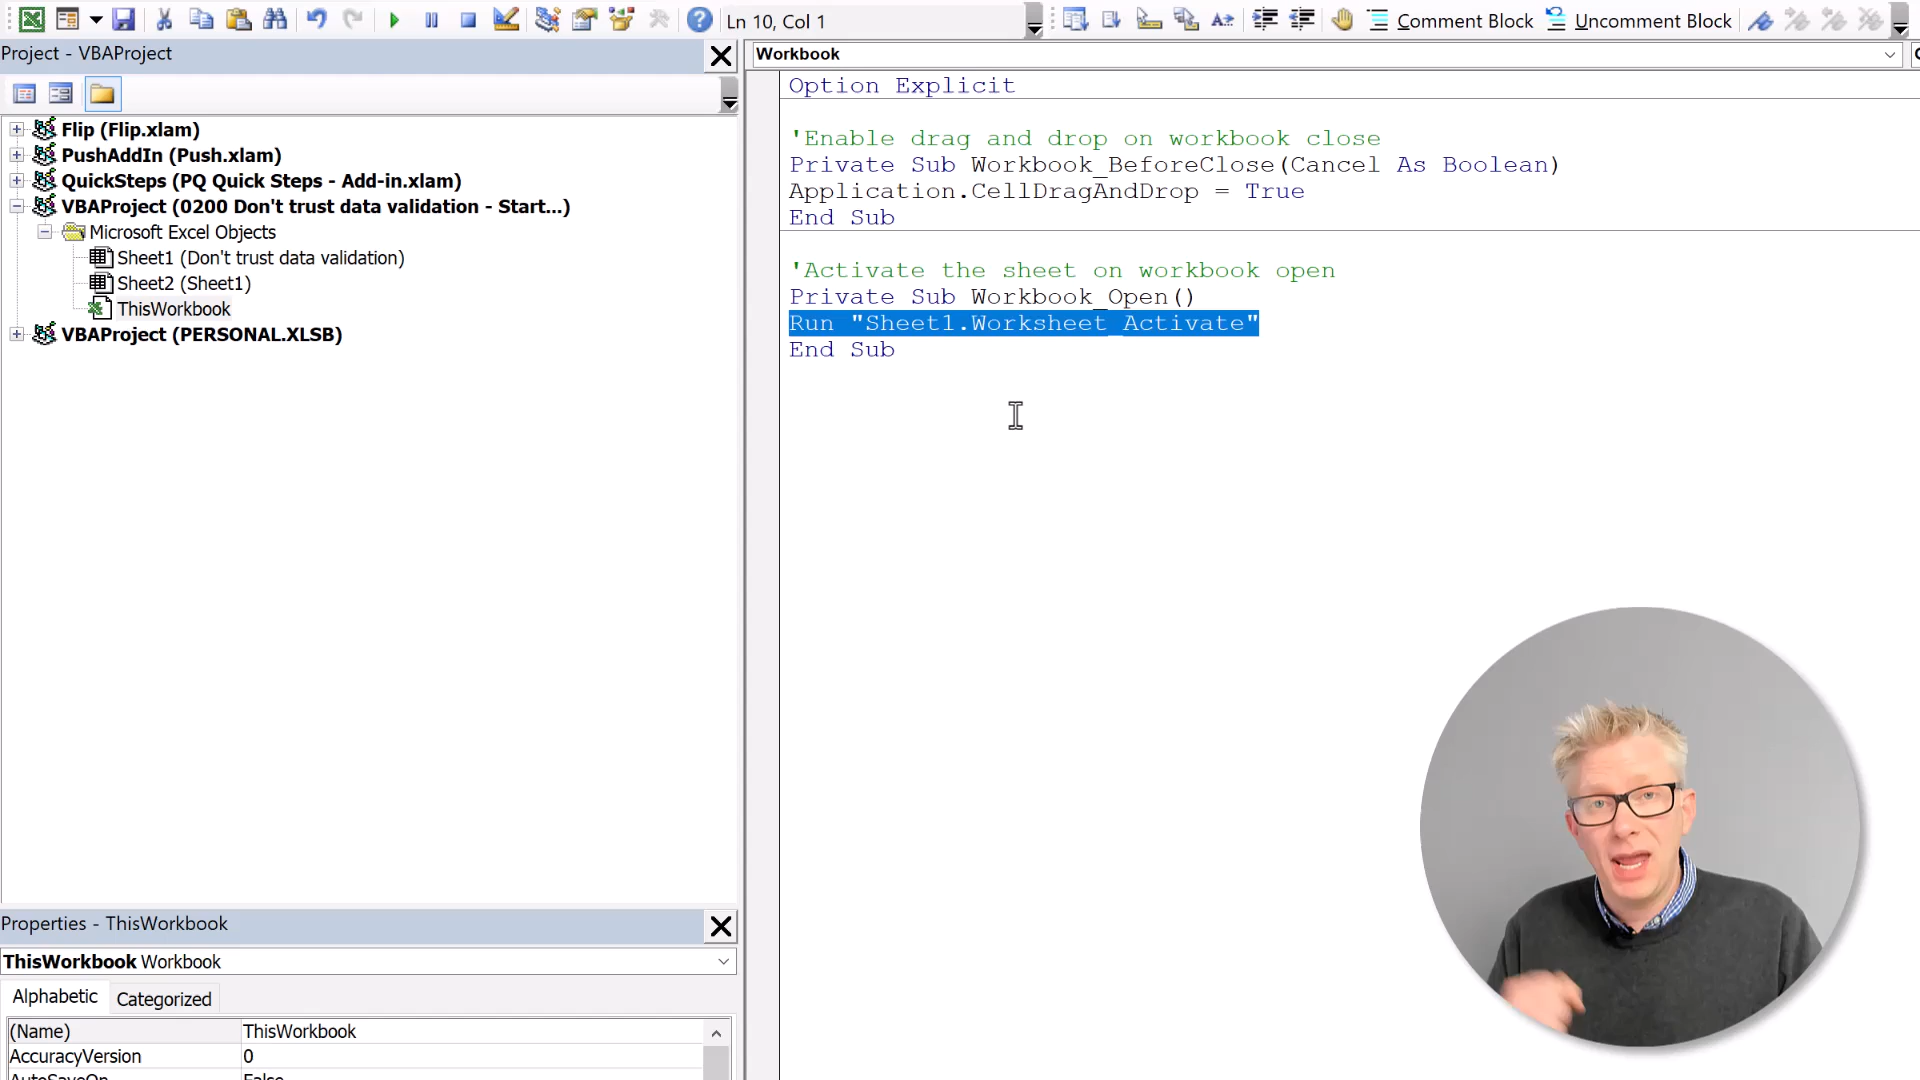 Ln 10, Col 1
Comment Block
Uncomment Block
Project - VBAProject
Flip (Flip.xlam)
PushAddIn (Push.xlam)
QuickSteps (PQ Quick Steps - Add-in.xlam)
VBAProject (0200 Don't trust data validation - Start...)
Microsoft Excel Objects
Sheet1 (Don't trust data validation)
Sheet2 (Sheet1)
ThisWorkbook
VBAProject (PERSONAL.XLSB)
Properties - ThisWorkbook
ThisWorkbook Workbook
Alphabetic
Categorized
(Name) ThisWorkbook
AccuracyVersion 0
AutoSaveOn False
Workbook
Option Explicit
'Enable drag and drop on workbook close
Private Sub Workbook_BeforeClose(Cancel As Boolean)
Application.CellDragAndDrop = True
End Sub
'Activate the sheet on workbook open
Private Sub Workbook_Open()
Run "Sheet1.Worksheet_Activate"
End Sub